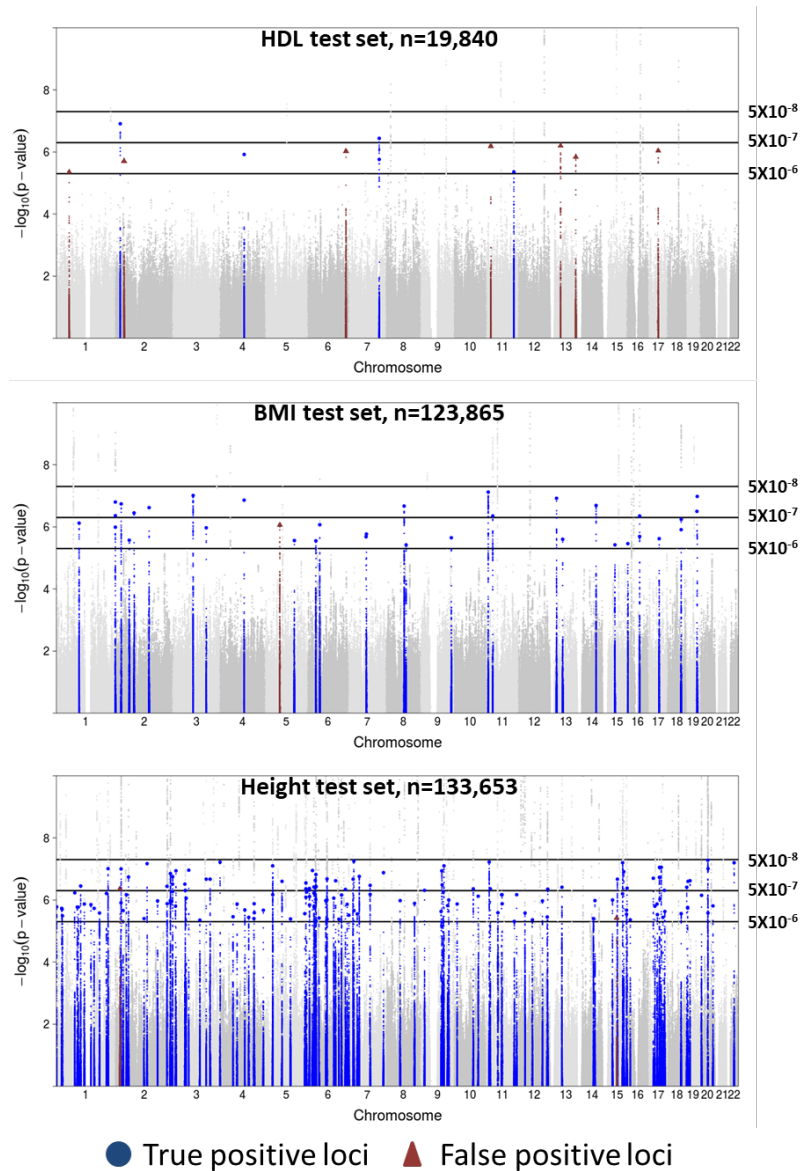 HDL test set, n=19,840
8
6
4
2
−log10(p − value)
5X10⁻⁸
5X10⁻⁷
5X10⁻⁶
1 2 3 4 5 6 7 8 9 10 11 12 13 14 15 16 17 18 19 20 2122
Chromosome
BMI test set, n=123,865
8
6
4
2
−log10(p − value)
5X10⁻⁸
5X10⁻⁷
5X10⁻⁶
1 2 3 4 5 6 7 8 9 10 11 12 13 14 15 16 17 18 19 20 2122
Chromosome
Height test set, n=133,653
8
6
4
2
−log10(p − value)
5X10⁻⁸
5X10⁻⁷
5X10⁻⁶
1 2 3 4 5 6 7 8 9 10 11 12 13 14 15 16 17 18 19 20 2122
Chromosome
True positive loci False positive loci